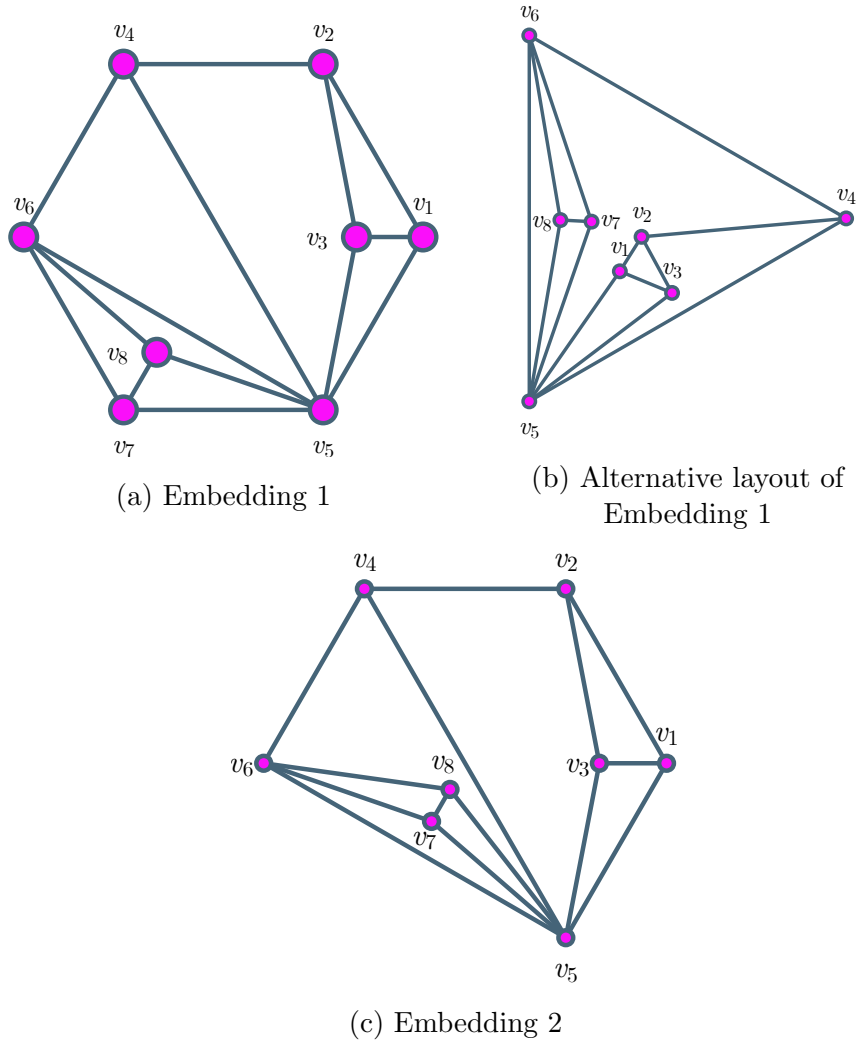 v6
v4
v2
v6
v1
v3
v8
v7
v5
(a) Embedding 1
v4
v8
v7
v2
v1
v3
v5
(b) Alternative layout of
Embedding 1
v4
v2
v6
v8
v3
v1
v7
v5
(c) Embedding 2